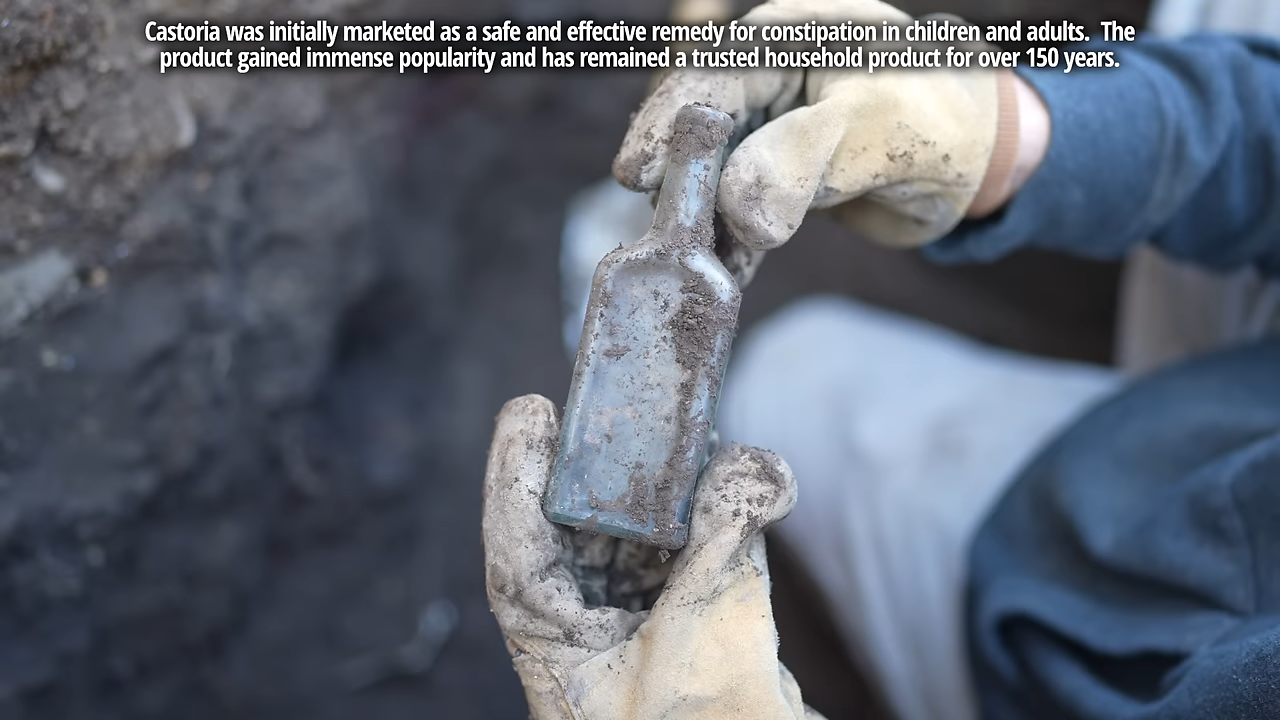 Castoria was initially marketed as a safe and effective remedy for constipation in children and adults.  The
product gained immense popularity and has remained a trusted household product for over 150 years.